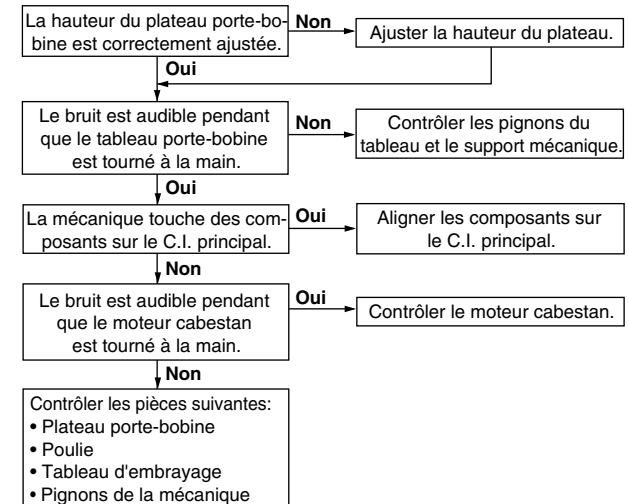 La hauteur du plateau porte-bo-
bine est correctement ajustée.
Non
Ajuster la hauteur du plateau.
Oui
Le bruit est audible pendant
que le tableau porte-bobine
est tourné à la main.
Non
Contrôler les pignons du
tableau et le support mécanique.
Oui
La mécanique touche des com-
posants sur le C.I. principal.
Oui
Aligner les composants sur
le C.I. principal.
Non
Le bruit est audible pendant
que le moteur cabestan
est tourné à la main.
Oui
Contrôler le moteur cabestan.
Non
Contrôler les pièces suivantes:
• Plateau porte-bobine
• Poulie
• Tableau d'embrayage
• Pignons de la mécanique